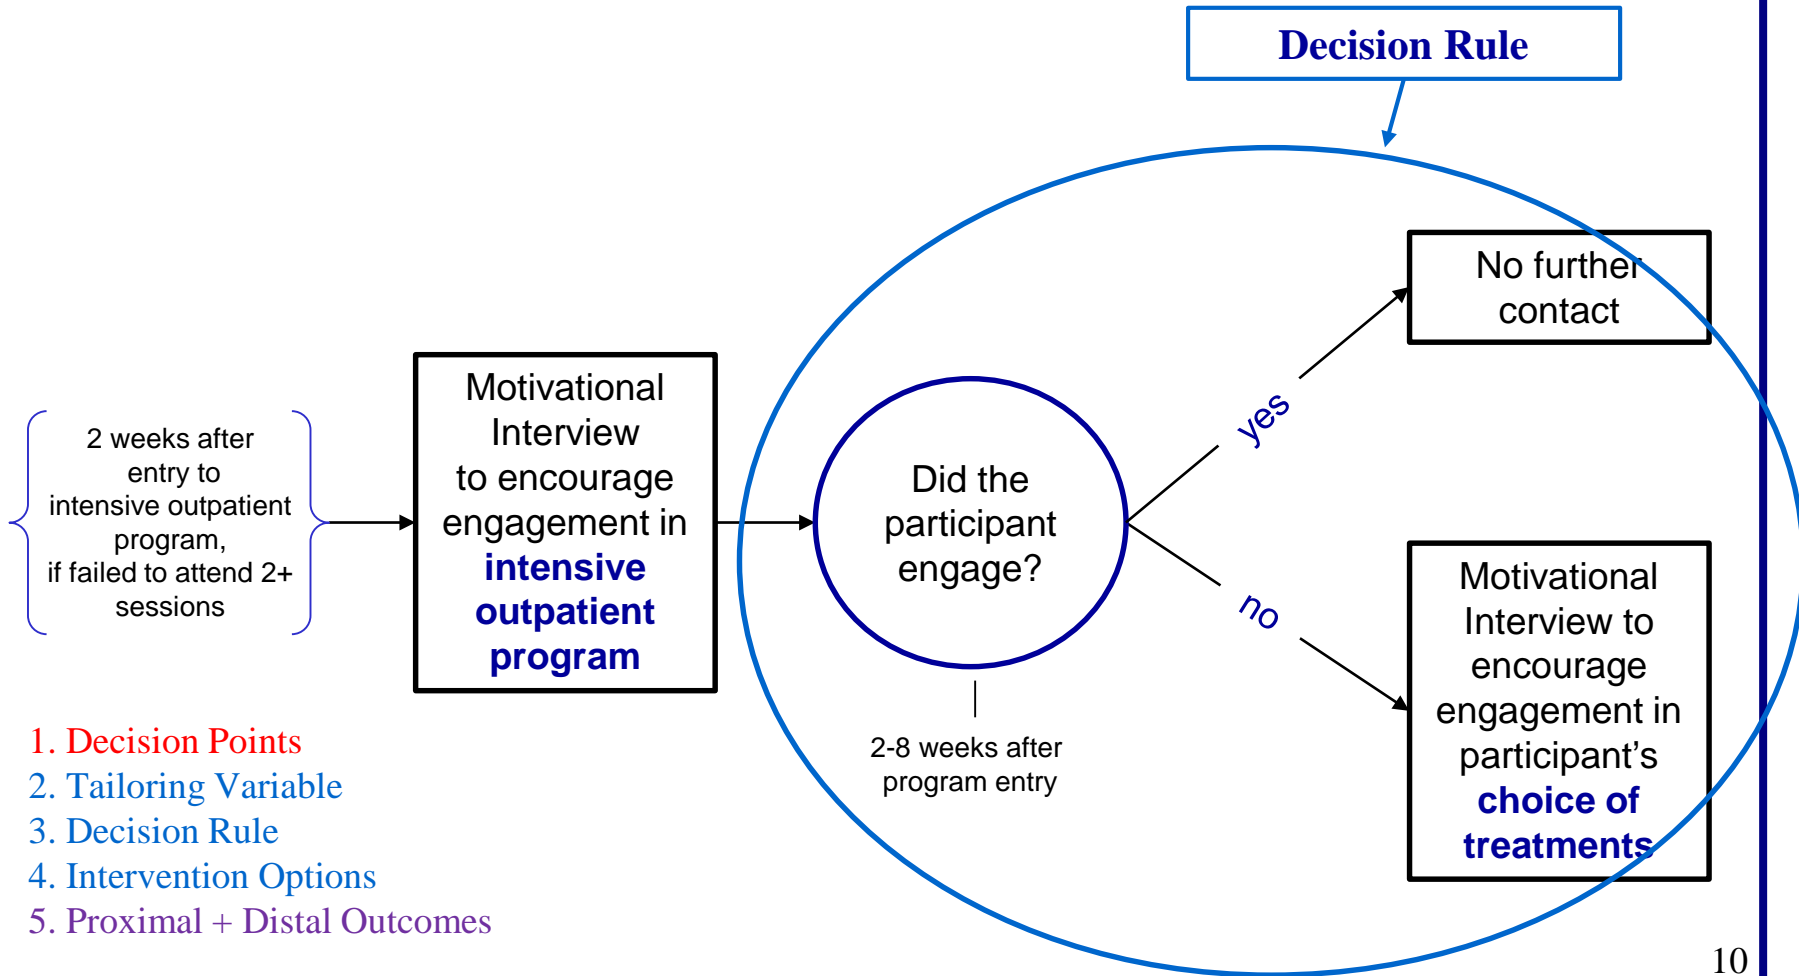 Decision Rule
2 weeks after
entry to
intensive outpatient
program,
if failed to attend 2+
sessions
Motivational
Interview
to encourage
engagement in
intensive
outpatient
program
Did the
participant
engage?
2-8 weeks after
program entry
yes
no
No further
contact
Motivational
Interview to
encourage
engagement in
participant’s
choice of
treatments
1. Decision Points
2. Tailoring Variable
3. Decision Rule
4. Intervention Options
5. Proximal + Distal Outcomes
10